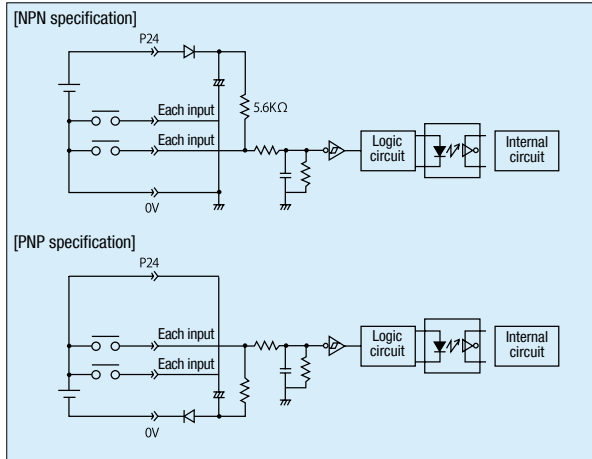 [NPN specification]
P24
Each input
5.6KΩ
Each input
Logic
circuit
Internal
circuit
0V
[PNP specification]
P24
Each input
Each input
Logic
circuit
Internal
circuit
0V